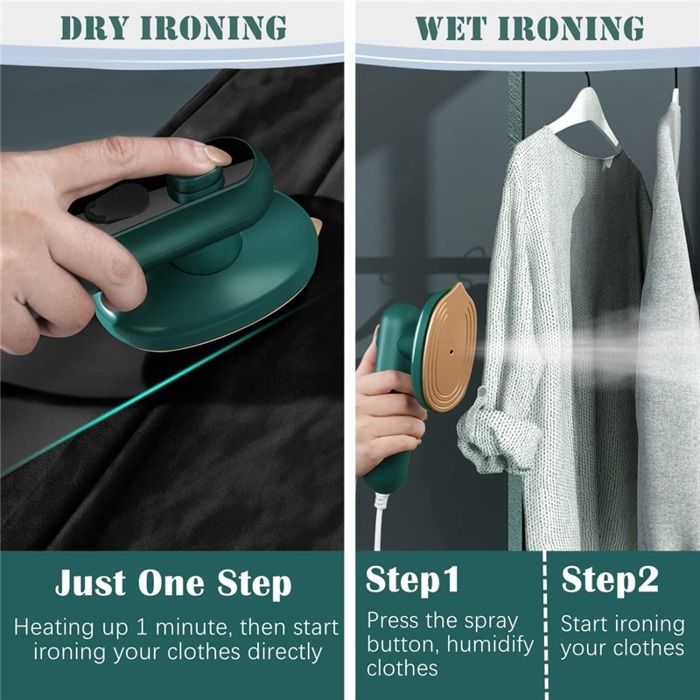 DRY IRONING
Just One Step
Heating up 1 minute, then start
ironing your clothes directly
WET IRONING
Step1
Press the spray
button, humidify
clothes
Step2
Start ironing
your clothes